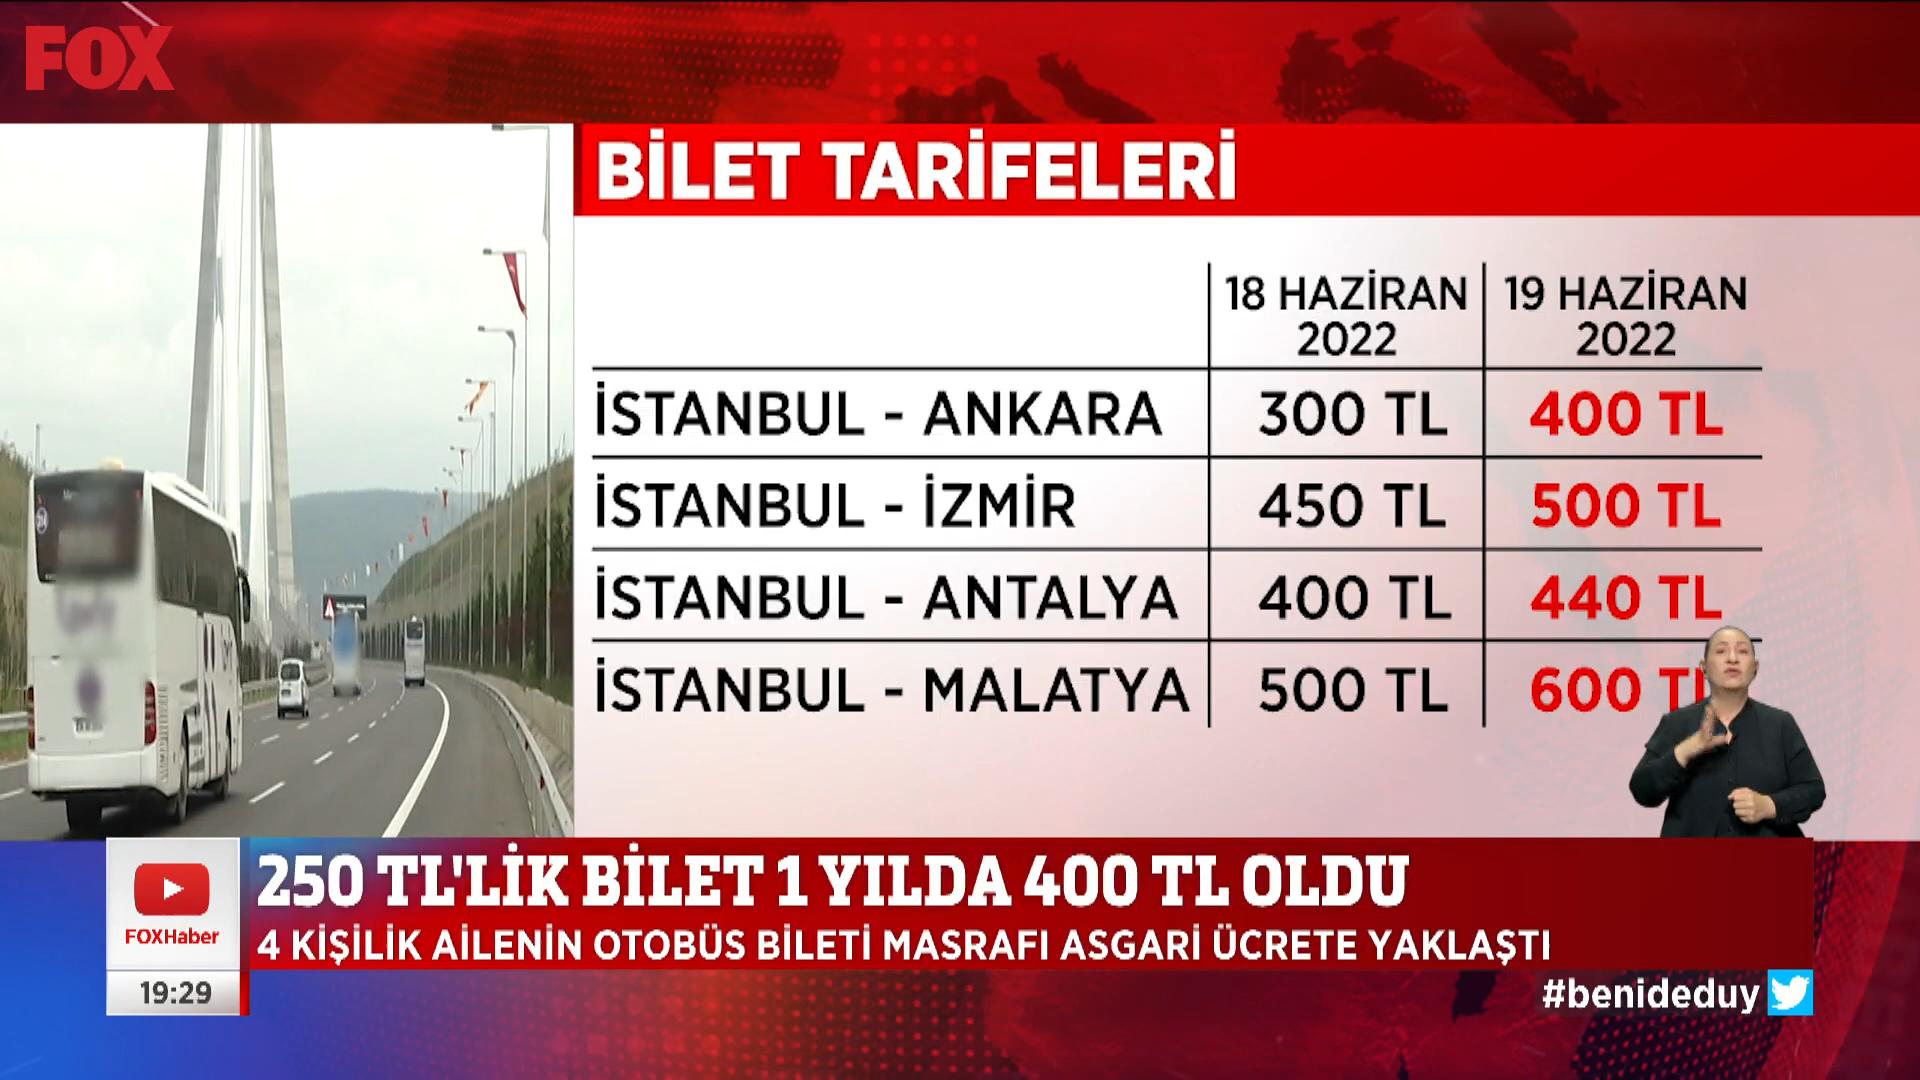 FOX
BİLET TARİFELERİ
18 HAZİRAN 2022
19 HAZİRAN 2022
İSTANBUL - ANKARA 300 TL 400 TL
İSTANBUL - İZMİR 450 TL 500 TL
İSTANBUL - ANTALYA 400 TL 440 TL
İSTANBUL - MALATYA 500 TL 600 TL
250 TL'LİK BİLET 1 YILDA 400 TL OLDU
FOXHaber
4 KİŞİLİK AİLENİN OTOBÜS BİLETİ MASRAFI ASGARİ ÜCRETE YAKLAŞTI
19:29
#benideduy